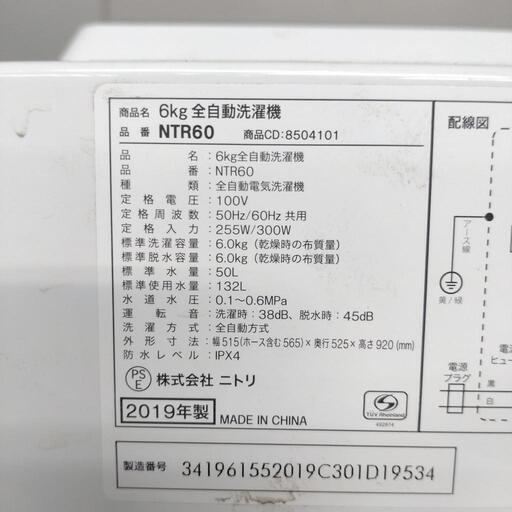 商品名 6kg 全自動洗濯機
品 番 NTR60 商品CD:8504101
品 名:6kg全自動洗濯機
品 番:NTR60
種 類:全自動電気洗濯機
定格電圧:100V
定格周波数:50Hz/60Hz 共用
定格入力:255W/300W
標準洗濯容量:6.0kg (乾燥時の布質量)
標準脱水容量:6.0kg (乾燥時の布質量)
標準水量:50L
標準使用水量:132L
水道水圧:0.1~0.6MPa
運転音:洗濯時:38dB、脱水時:45dB
洗濯方式:全自動方式
外形寸法:幅515(ホース含む565)×奥行525×高さ920(mm)
防水レベル:IPX4
PSE 株式会社 ニトリ
2019年製 MADE IN CHINA
TÜV Rheinland
製造番号 341961552019C301D19534
配線図
アース線
黄/緑
電源プラグ
電源
ヒュー
黒
白